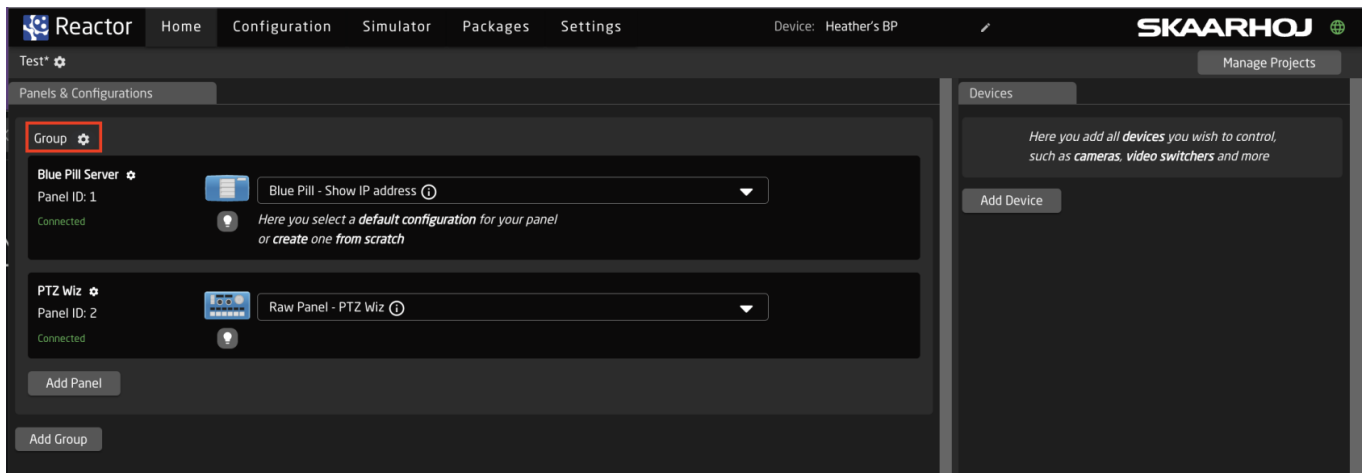 Reactor Home Configuration Simulator Packages Settings Device: Heather's BP SKAARHOJ
Test* Manage Projects
Panels & Configurations
Group
Blue Pill Server
Panel ID: 1
Connected
Blue Pill - Show IP address
Here you select a default configuration for your panel
or create one from scratch
PTZ Wiz
Panel ID: 2
Connected
Raw Panel - PTZ Wiz
Add Panel
Add Group
Devices
Here you add all devices you wish to control,
such as cameras, video switchers and more
Add Device